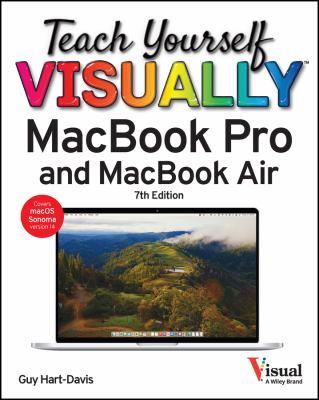 Teach Yourself
VISUALLY™
MacBook Pro
and MacBook Air
7th Edition
Covers
macOS
Sonoma
version 14
Guy Hart-Davis
Visual
A Wiley Brand